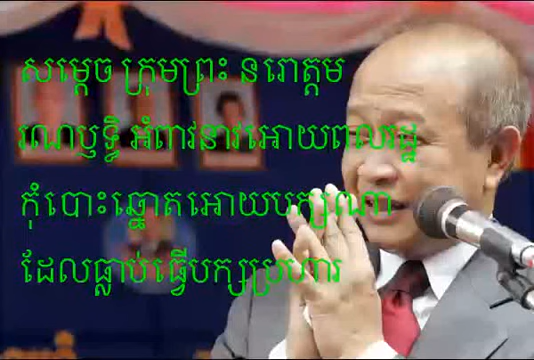 សម្ដេច ក្រុមព្រះ នរោត្ដម
រណឫទ្ធិ អំពាវនាវអោយពលរដ្ឋ
កុំបោះឆ្នោតអោយបក្សណា
ដែលធ្លាប់ធ្វើបក្សប្រហារ